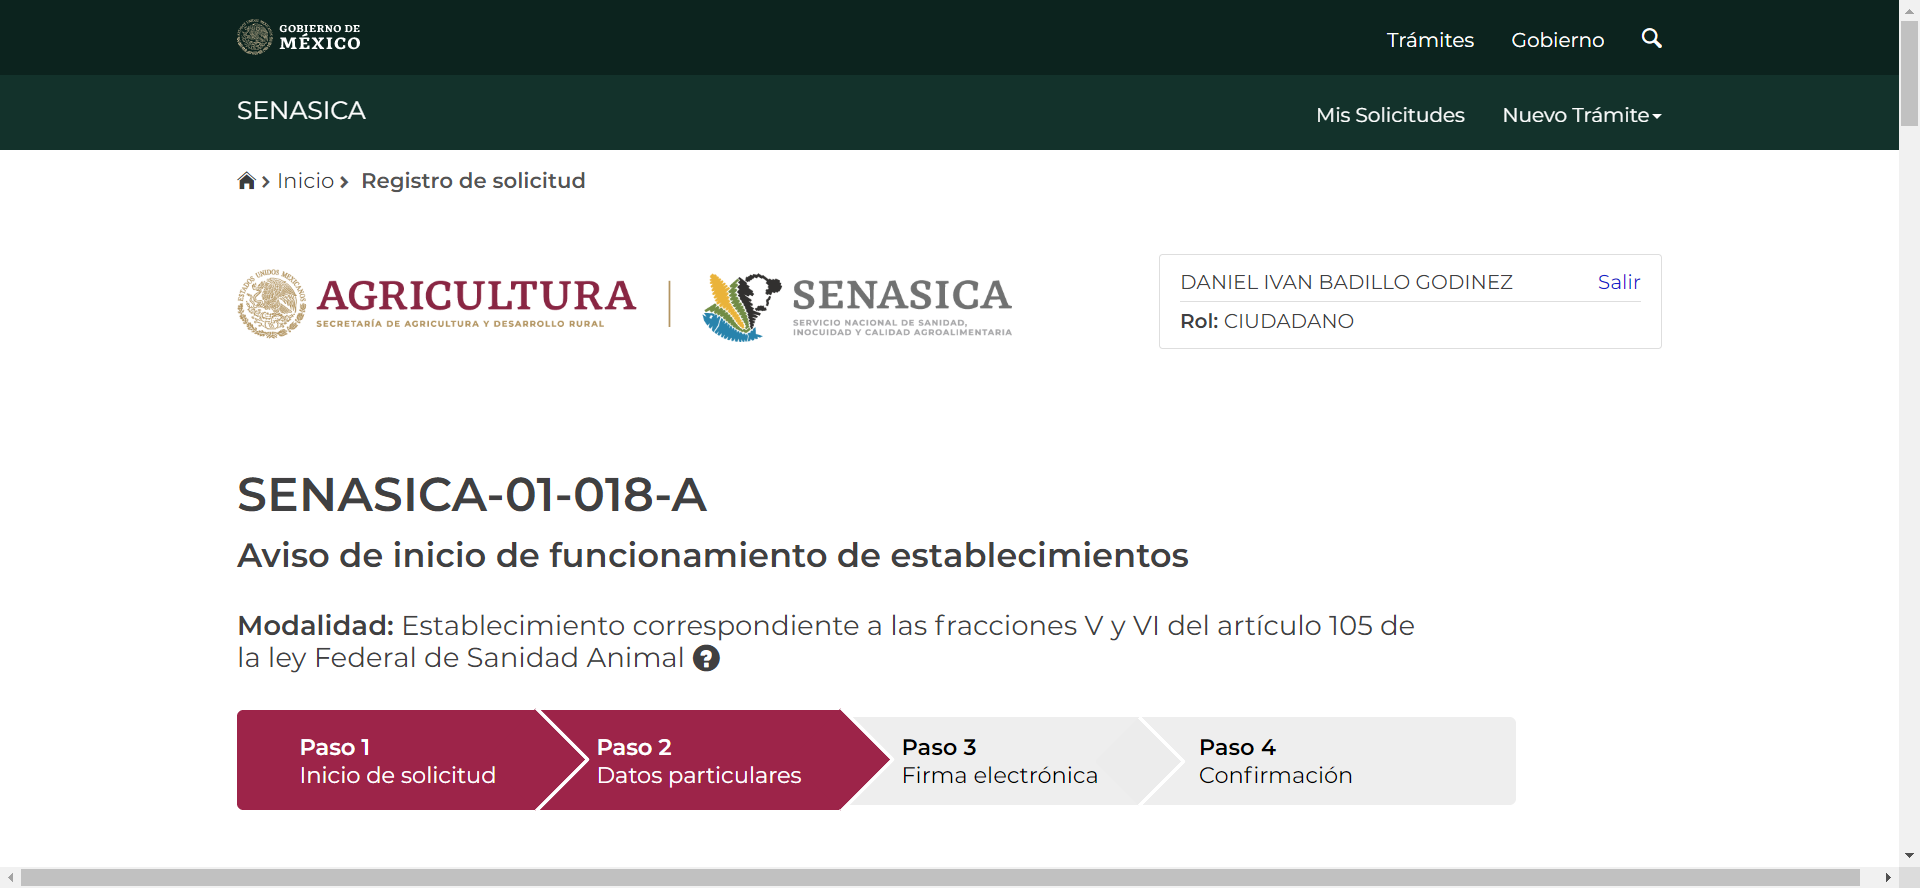 GOBIERNO DE
MÉXICO
Trámites
Gobierno
SENASICA
Mis Solicitudes
Nuevo Trámite
Inicio
Registro de solicitud
ESTADOS UNIDOS MEXICANOS
AGRICULTURA
SECRETARÍA DE AGRICULTURA Y DESARROLLO RURAL
SENASICA
SERVICIO NACIONAL DE SANIDAD,
INOCUIDAD Y CALIDAD AGROALIMENTARIA
DANIEL IVAN BADILLO GODINEZ
Salir
Rol: CIUDADANO
SENASICA-01-018-A
Aviso de inicio de funcionamiento de establecimientos
Modalidad: Establecimiento correspondiente a las fracciones V y VI del artículo 105 de
la ley Federal de Sanidad Animal ?
Paso 1
Inicio de solicitud
Paso 2
Datos particulares
Paso 3
Firma electrónica
Paso 4
Confirmación